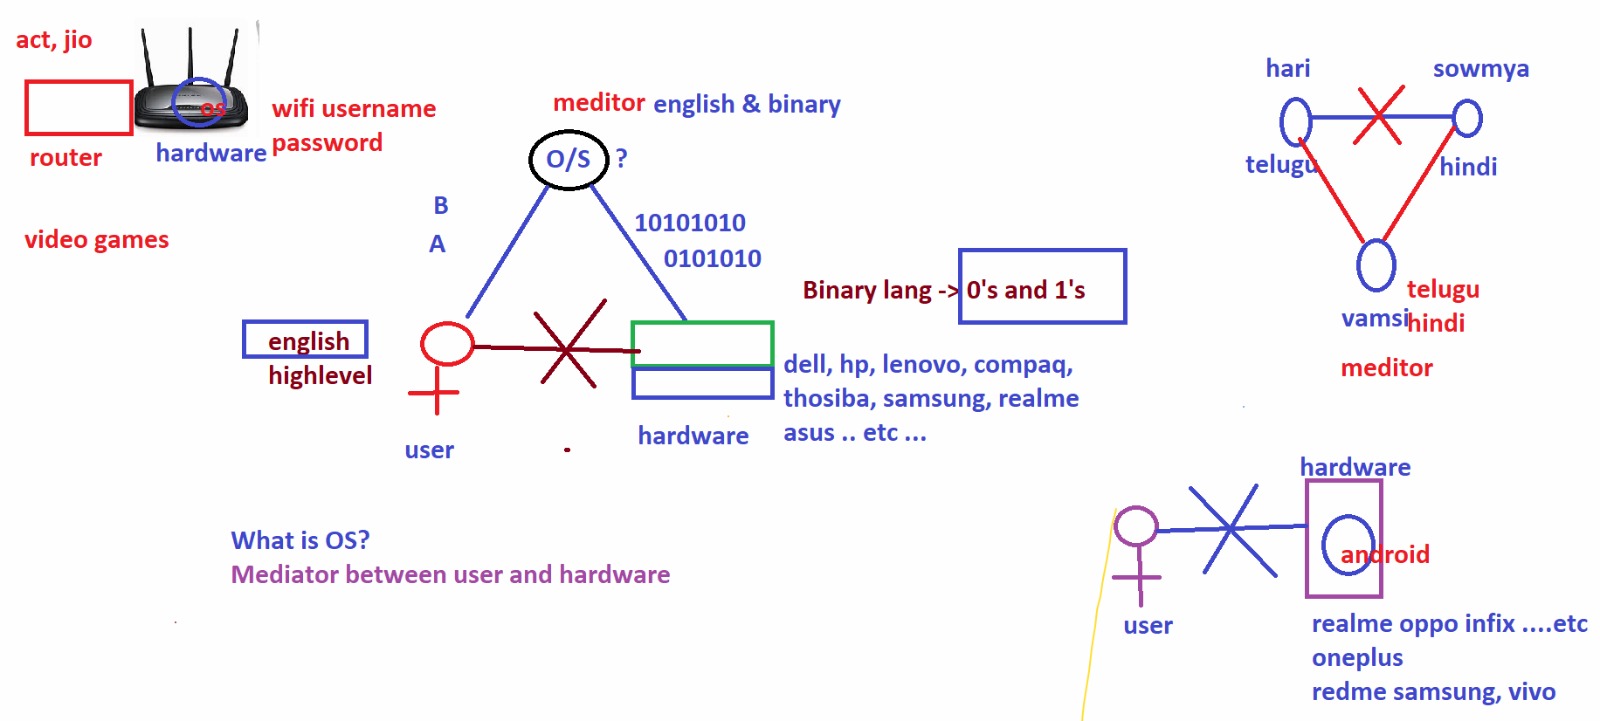 act, jio
os
router
hardware
wifi username
password
video games
meditor english & binary
O/S ?
B
A
10101010
0101010
Binary lang -> 0's and 1's
english
highlevel
user
hardware
dell, hp, lenovo, compaq,
thosiba, samsung, realme
asus .. etc ...
What is OS?
Mediator between user and hardware
hari
sowmya
telugu
hindi
vamsi
telugu
hindi
meditor
hardware
android
user
realme oppo infix ....etc
oneplus
redme samsung, vivo